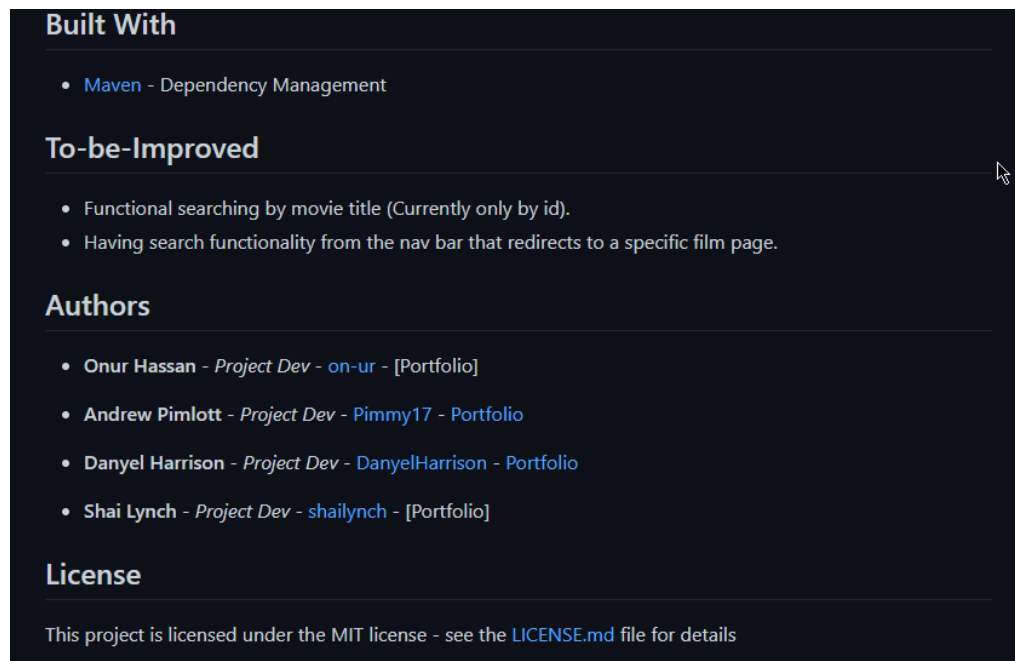 Built With
Maven - Dependency Management
To-be-Improved
Functional searching by movie title (Currently only by id).
Having search functionality from the nav bar that redirects to a specific film page.
Authors
Onur Hassan - Project Dev - on-ur - [Portfolio]
Andrew Pimlott - Project Dev - Pimmy17 - Portfolio
Danyel Harrison - Project Dev - DanyelHarrison - Portfolio
Shai Lynch - Project Dev - shailynch - [Portfolio]
License
This project is licensed under the MIT license - see the LICENSE.md file for details